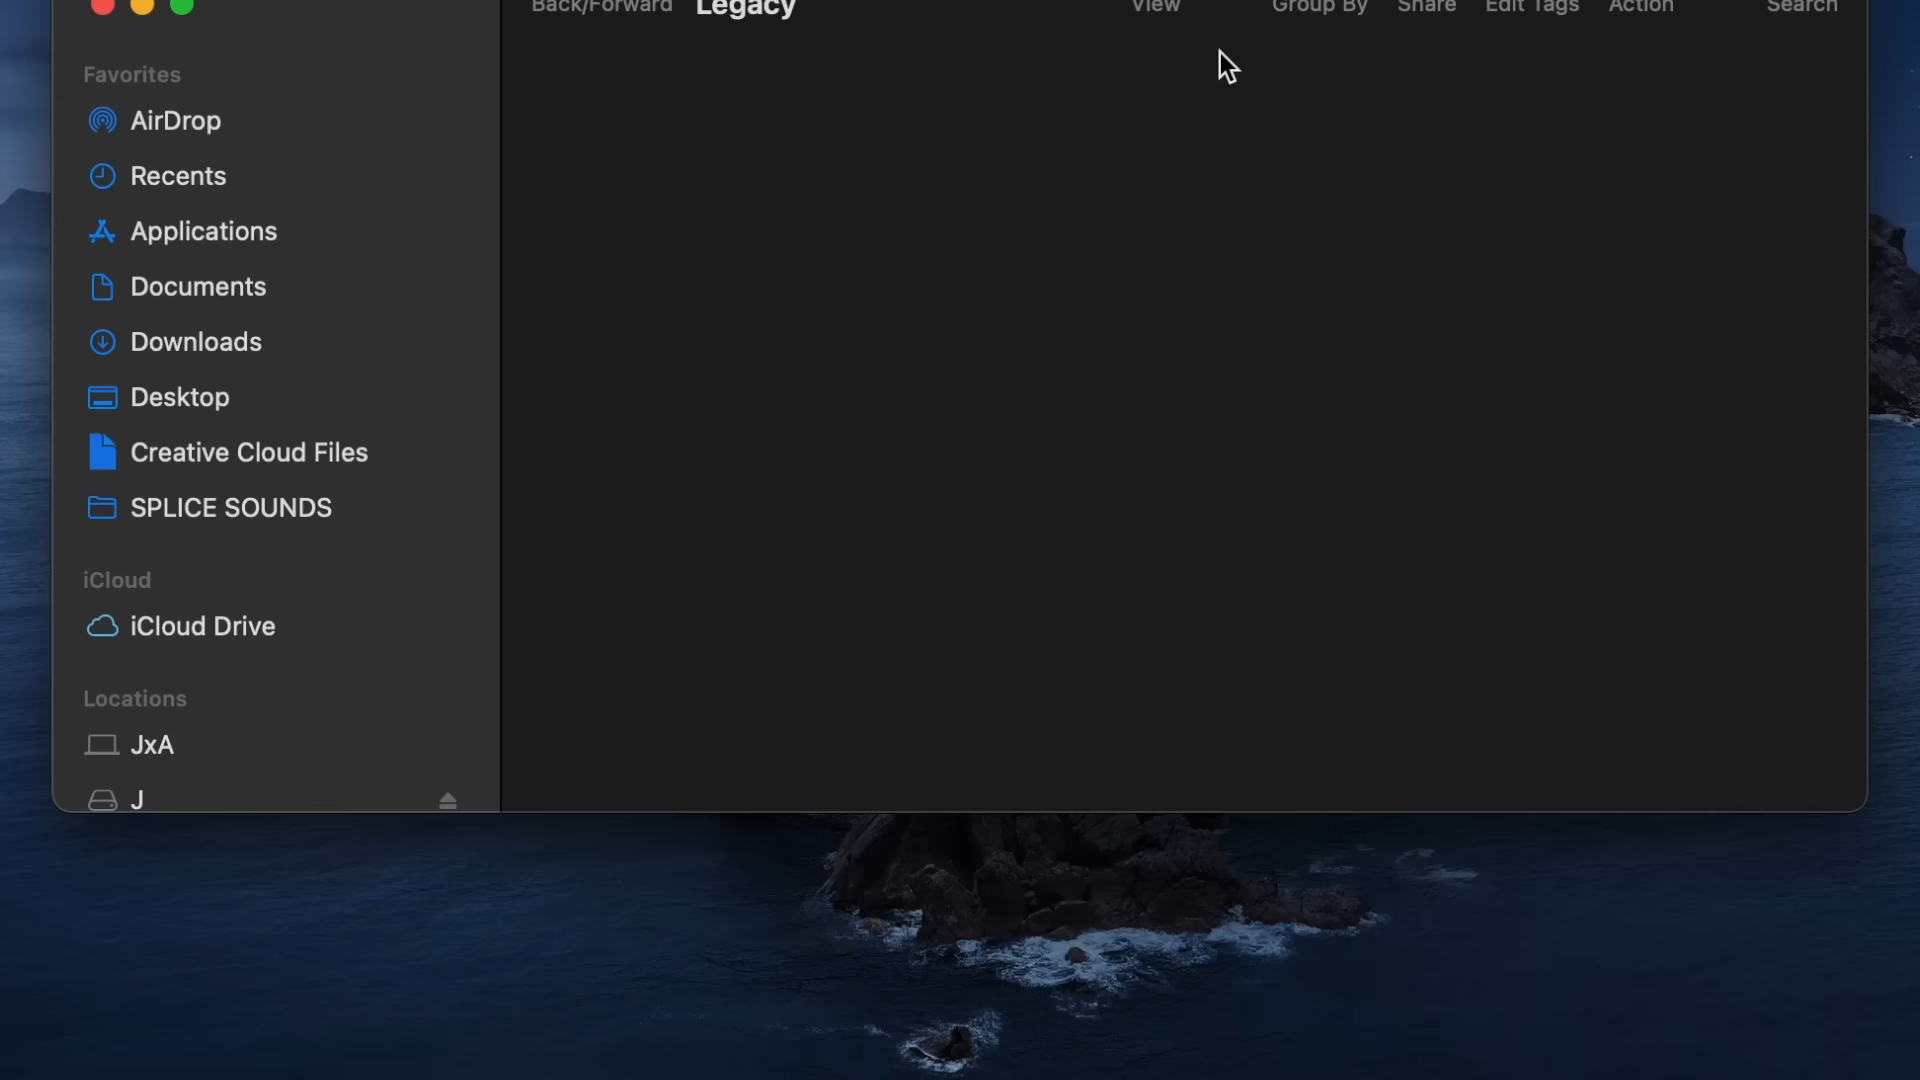 Back/Forward Legacy View Group By Share Edit Tags Action Search
Favorites
AirDrop
Recents
Applications
Documents
Downloads
Desktop
Creative Cloud Files
SPLICE SOUNDS
iCloud
iCloud Drive
Locations
JxA
J